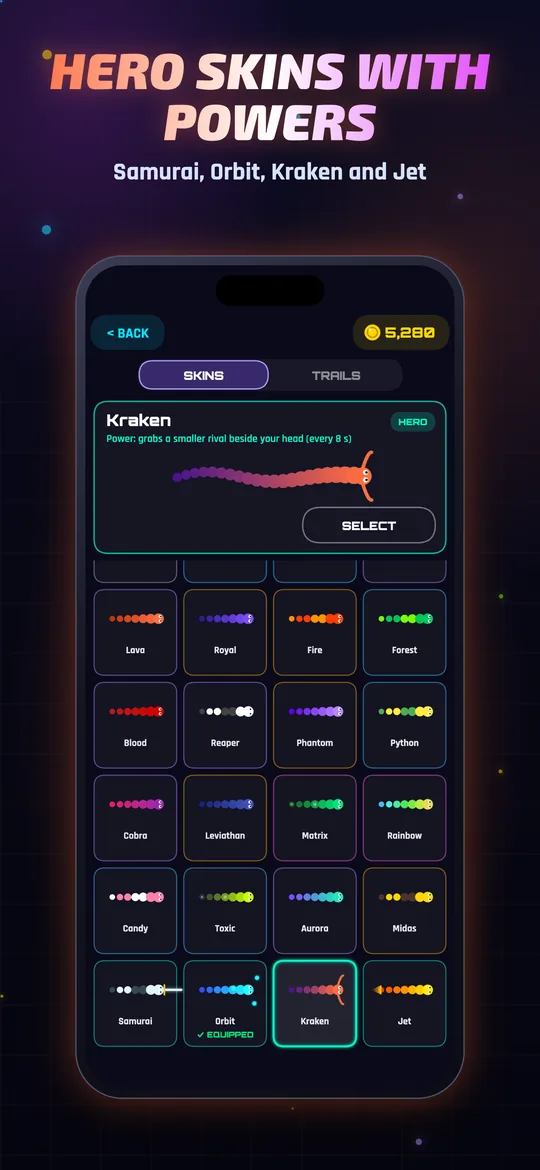 HERO SKINS WITH
POWERS
Samurai, Orbit, Kraken and Jet
< BACK
5,280
SKINS
TRAILS
Kraken
HERO
Power: grabs a smaller rival beside your head (every 8 s)
SELECT
Lava
Royal
Fire
Forest
Blood
Reaper
Phantom
Python
Cobra
Leviathan
Matrix
Rainbow
Candy
Toxic
Aurora
Midas
Samurai
Orbit
Kraken
Jet
✓ EQUIPPED